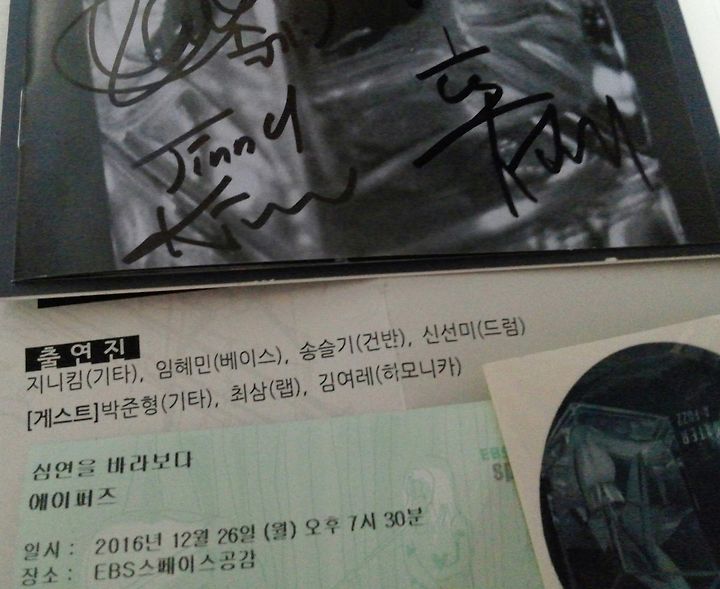 Jinny
Kim
출연진
지니킴(기타), 임혜민(베이스), 송슬기(건반), 신선미(드럼)
[게스트]박준형(기타), 최삼(랩), 김여레(하모니카)
심연을 바라보다
에이퍼즈
EBS
일시 : 2016년 12월 26일 (월) 오후 7시 30분
장소 : EBS스페이스공감